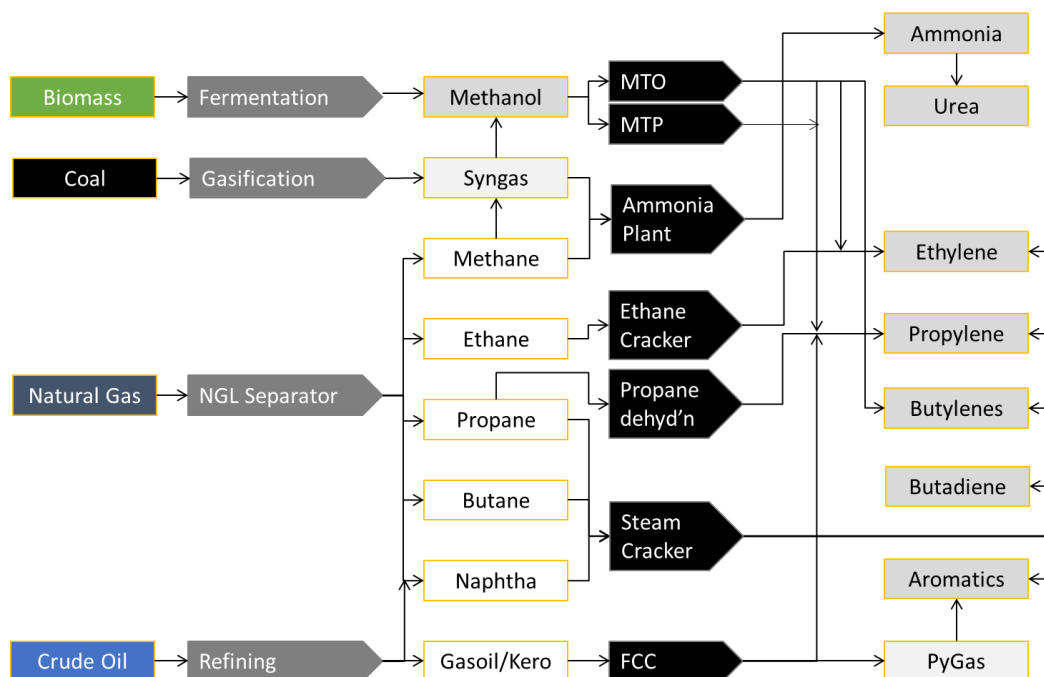 Ammonia
Biomass
Fermentation
Methanol
MTO
MTP
Urea
Coal
Gasification
Syngas
Ammonia
Plant
Methane
Ethylene
Ethane
Ethane
Cracker
Propylene
Natural Gas
NGL Separator
Propane
Propane
dehyd’n
Butylenes
Butane
Steam
Cracker
Butadiene
Naphtha
Aromatics
Crude Oil
Refining
Gasoil/Kero
FCC
PyGas